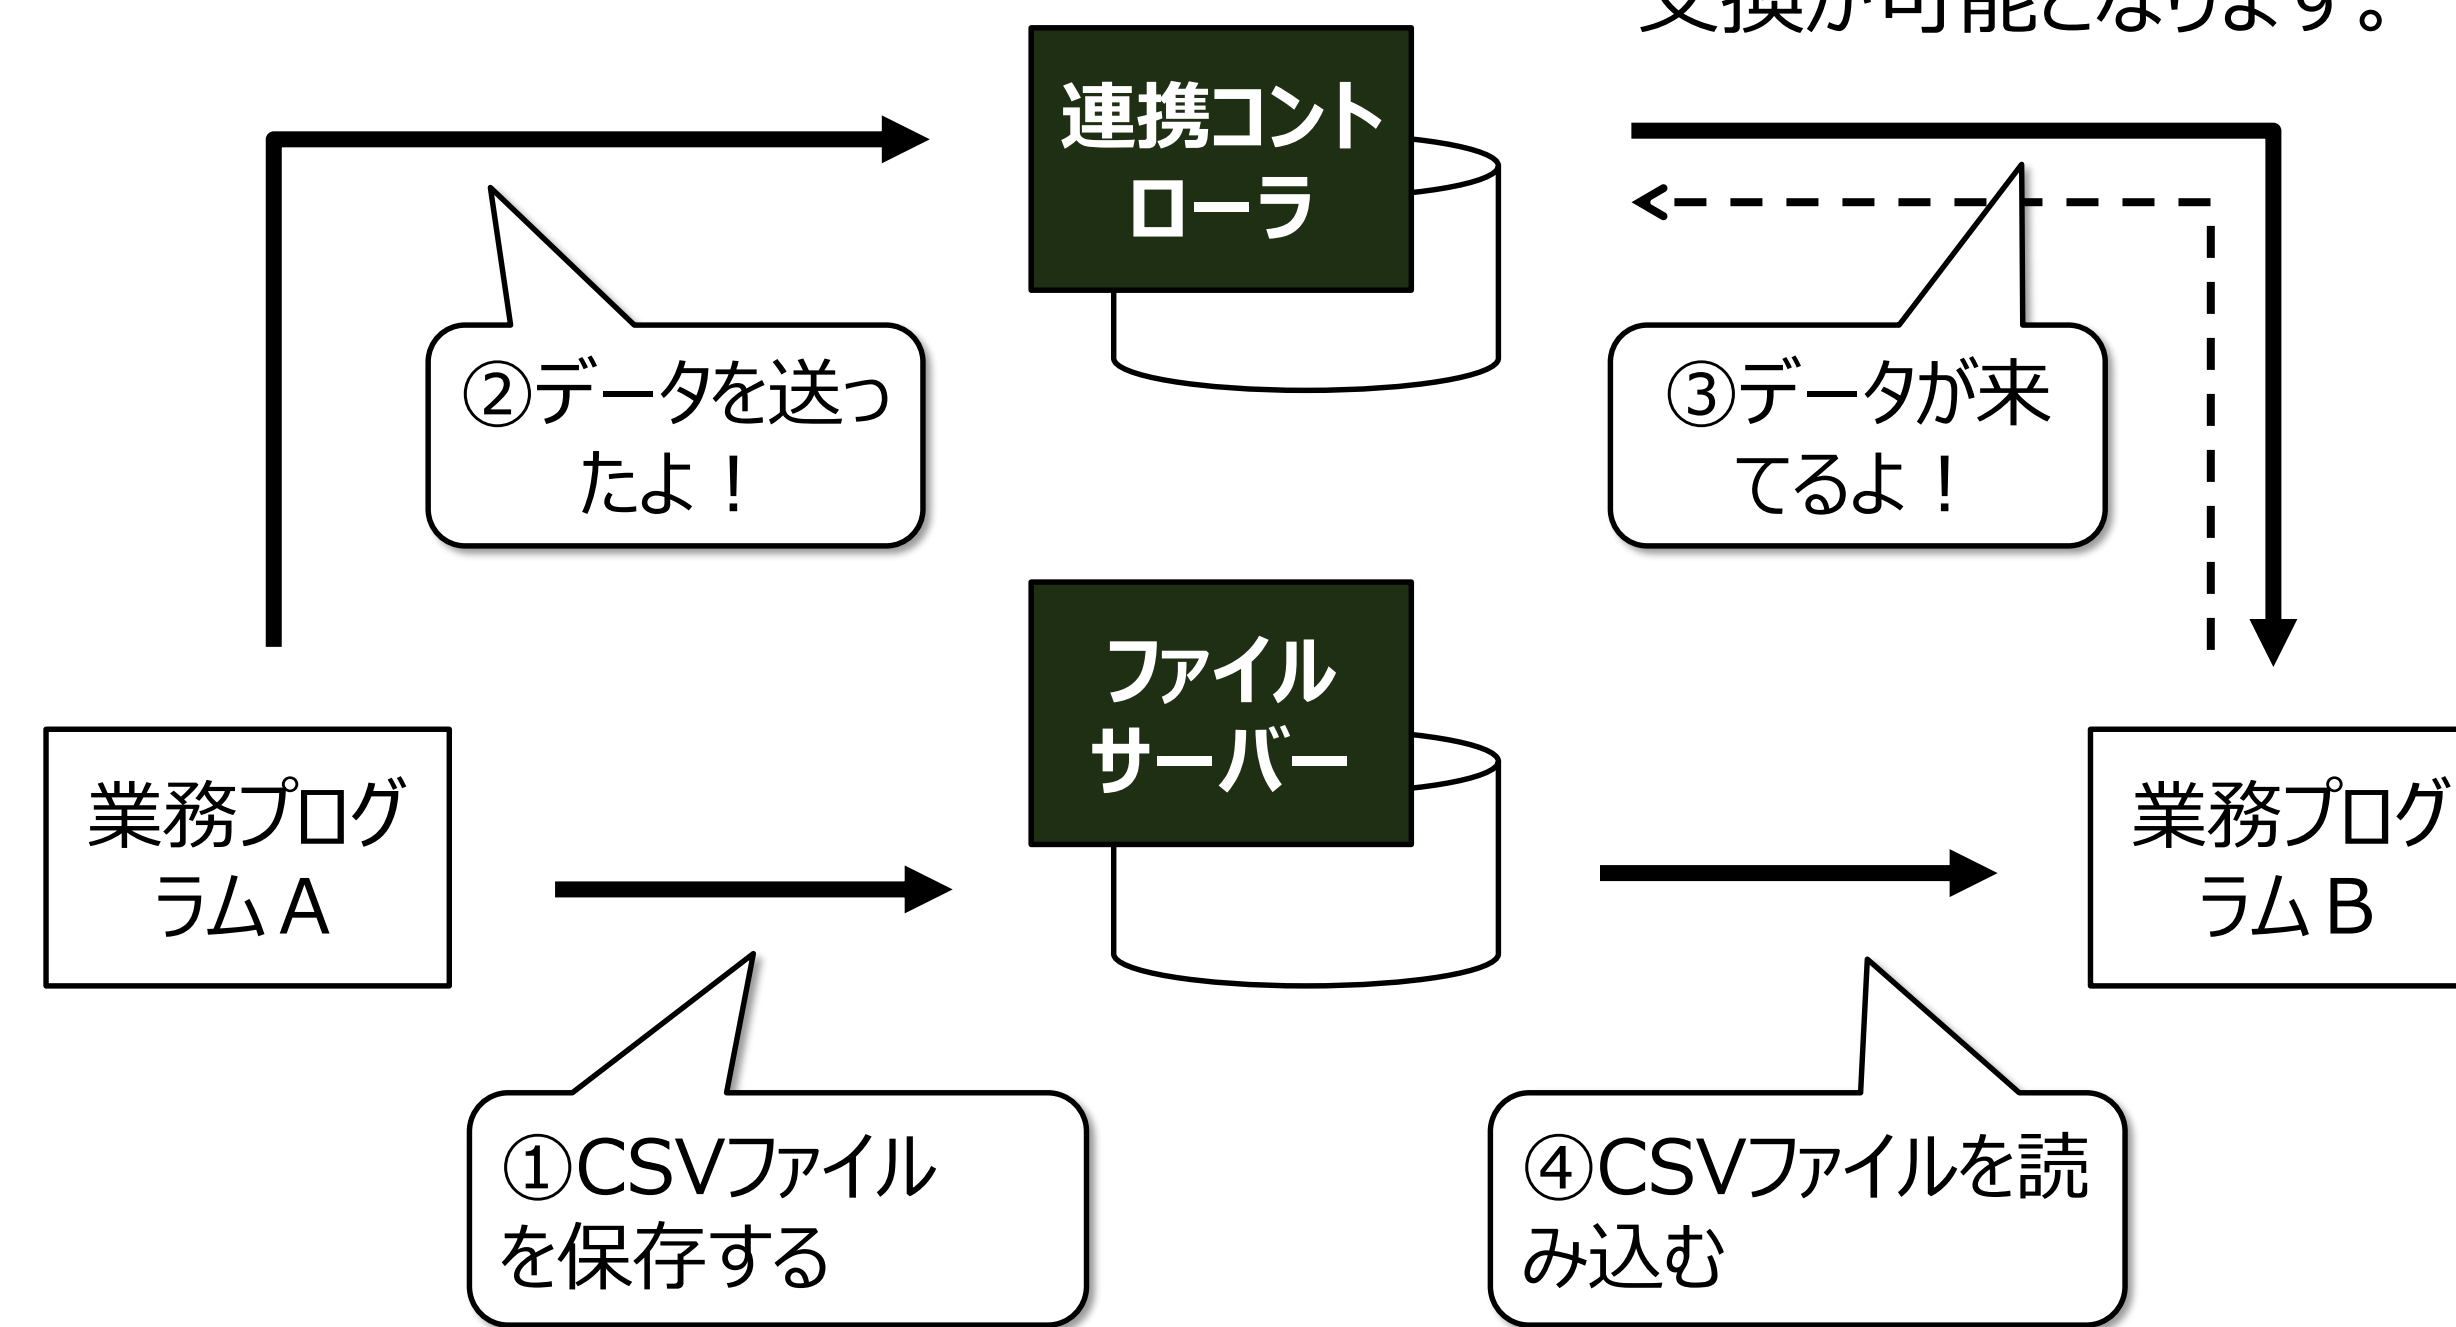 交換が可能となります。
連携コント
ローラ
②データを送っ
たよ！
③データが来
てるよ！
ファイル
サーバー
業務プログ
ラム A
業務プログ
ラム B
①CSVファイル
を保存する
④CSVファイルを読
み込む